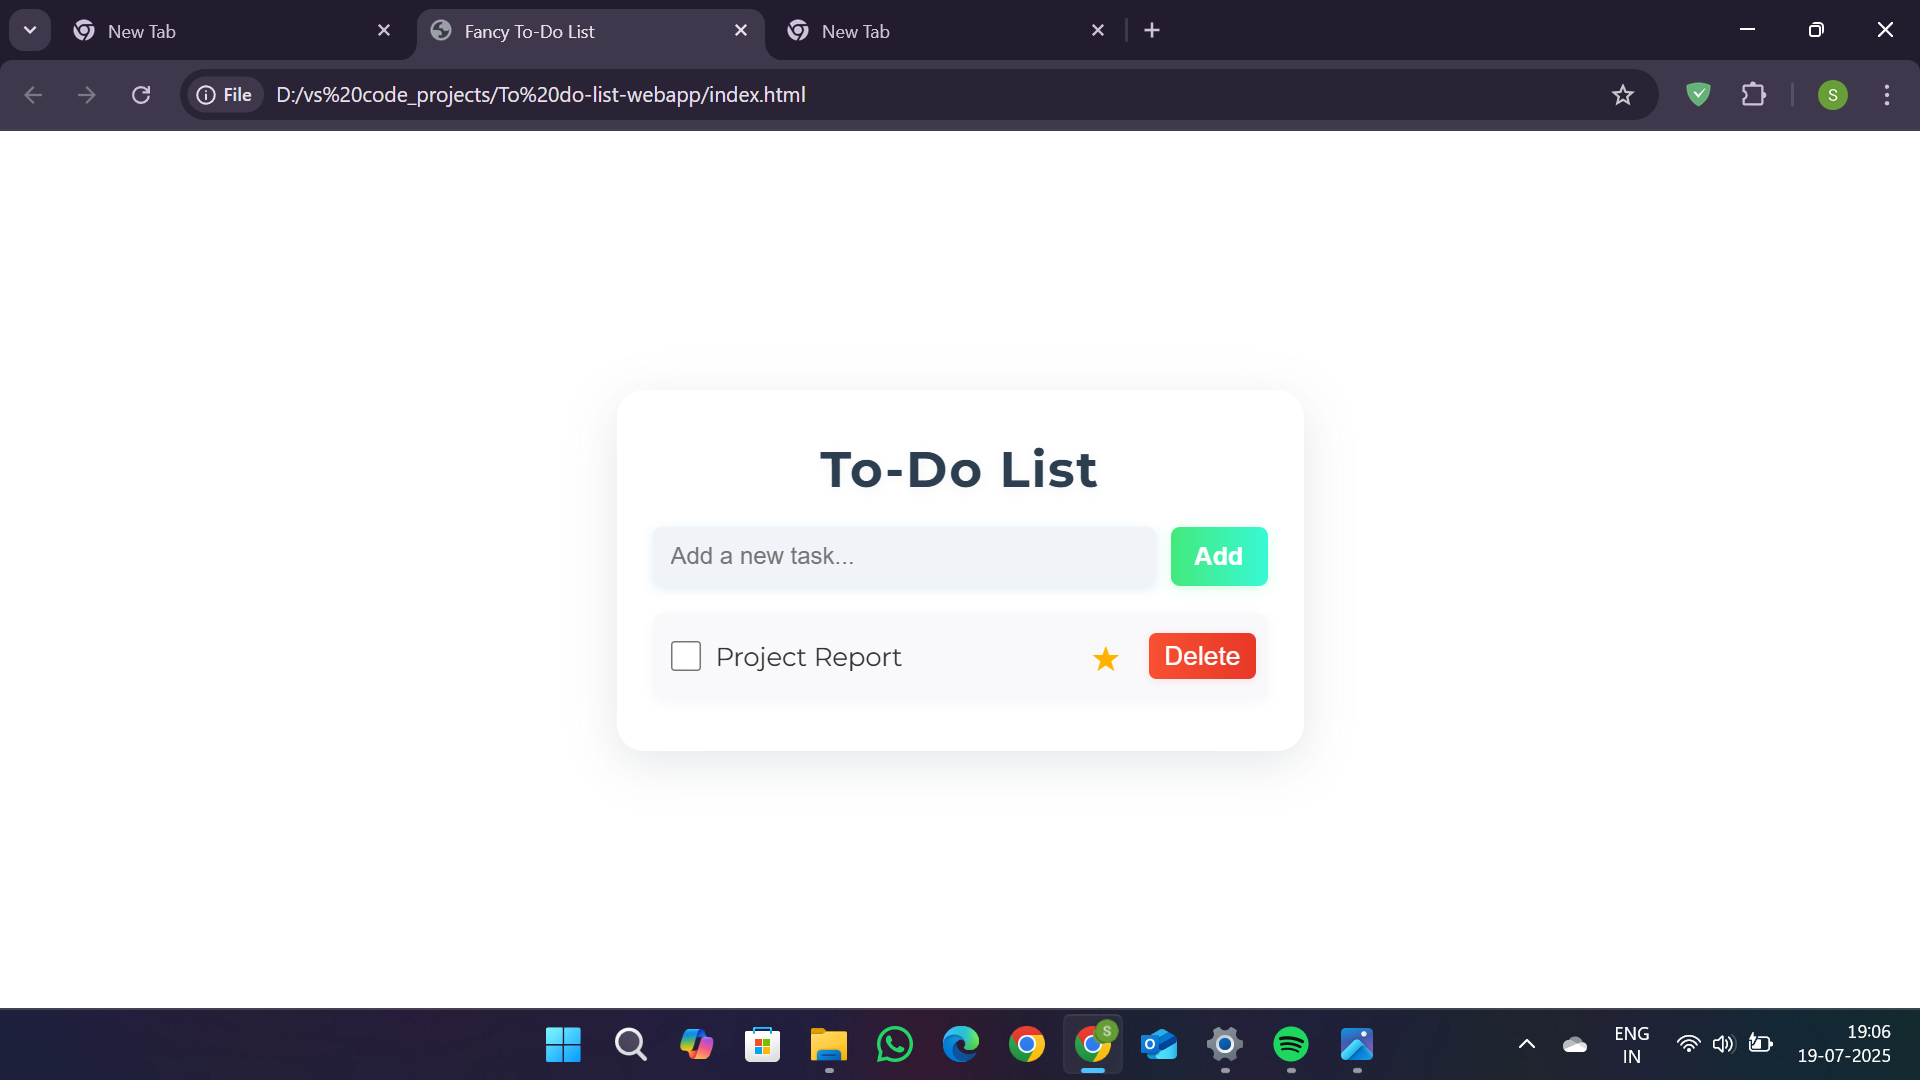 New Tab
Fancy To-Do List
New Tab
File
D:/vs%20code_projects/To%20do-list-webapp/index.html
S
To-Do List
Add a new task...
Add
Project Report
Delete
S
ENG
IN
19:06
19-07-2025